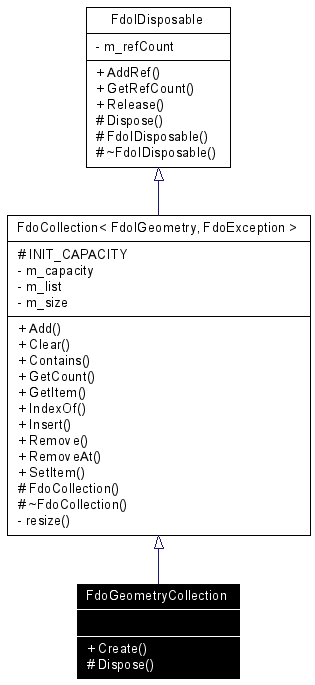 FdoIDisposable
- m_refCount
+ AddRef()
+ GetRefCount()
+ Release()
# Dispose()
# FdoIDisposable()
# ~FdoIDisposable()
FdoCollection< FdoIGeometry, FdoException >
# INIT_CAPACITY
- m_capacity
- m_list
- m_size
+ Add()
+ Clear()
+ Contains()
+ GetCount()
+ GetItem()
+ IndexOf()
+ Insert()
+ Remove()
+ RemoveAt()
+ SetItem()
# FdoCollection()
# ~FdoCollection()
- resize()
FdoGeometryCollection
+ Create()
# Dispose()